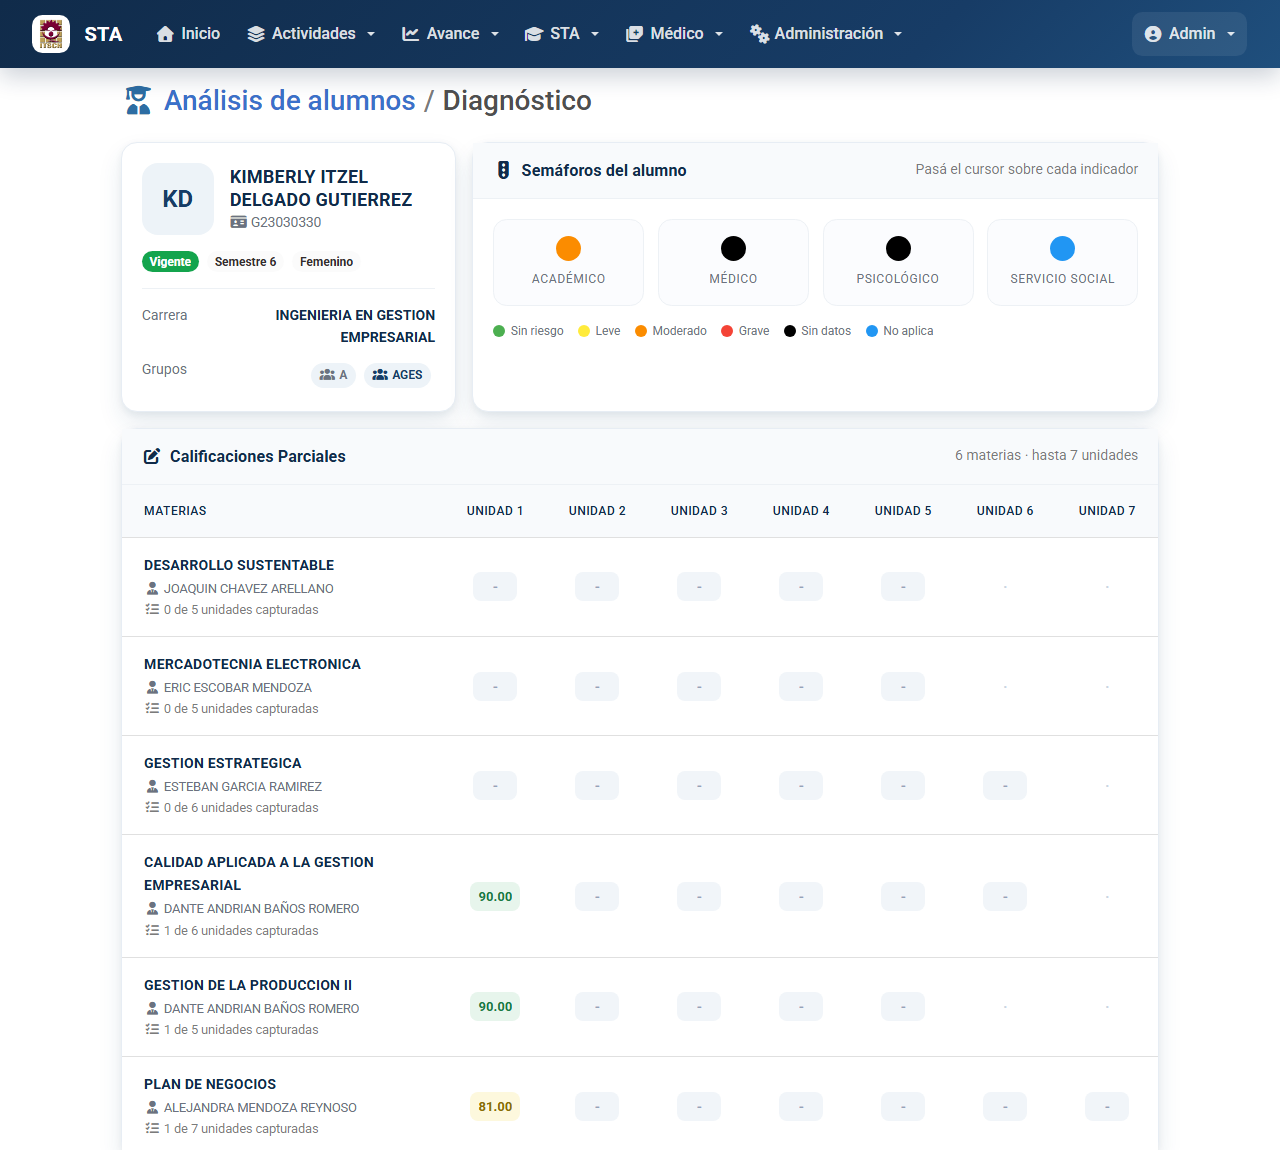 STA
Inicio
Actividades
Avance
STA
Médico
Administración
Admin
Análisis de alumnos / Diagnóstico
KD
KIMBERLY ITZEL
DELGADO GUTIERREZ
G23030330
Vigente
Semestre 6
Femenino
Carrera
INGENIERIA EN GESTION
EMPRESARIAL
Grupos
A
AGES
Semáforos del alumno
Pasá el cursor sobre cada indicador
ACADÉMICO
MÉDICO
PSICOLÓGICO
SERVICIO SOCIAL
Sin riesgo
Leve
Moderado
Grave
Sin datos
No aplica
Calificaciones Parciales
6 materias · hasta 7 unidades
MATERIAS UNIDAD 1 UNIDAD 2 UNIDAD 3 UNIDAD 4 UNIDAD 5 UNIDAD 6 UNIDAD 7
DESARROLLO SUSTENTABLE
JOAQUIN CHAVEZ ARELLANO
- - - - - - -
0 de 5 unidades capturadas
MERCADOTECNIA ELECTRONICA
ERIC ESCOBAR MENDOZA
- - - - - - -
0 de 5 unidades capturadas
GESTION ESTRATEGICA
ESTEBAN GARCIA RAMIREZ
- - - - - - -
0 de 6 unidades capturadas
CALIDAD APLICADA A LA GESTION
EMPRESARIAL
90.00 - - - - - -
DANTE ANDRIAN BAÑOS ROMERO
1 de 6 unidades capturadas
GESTION DE LA PRODUCCION II
DANTE ANDRIAN BAÑOS ROMERO
90.00 - - - - - -
1 de 5 unidades capturadas
PLAN DE NEGOCIOS
ALEJANDRA MENDOZA REYNOSO
81.00 - - - - - -
1 de 7 unidades capturadas